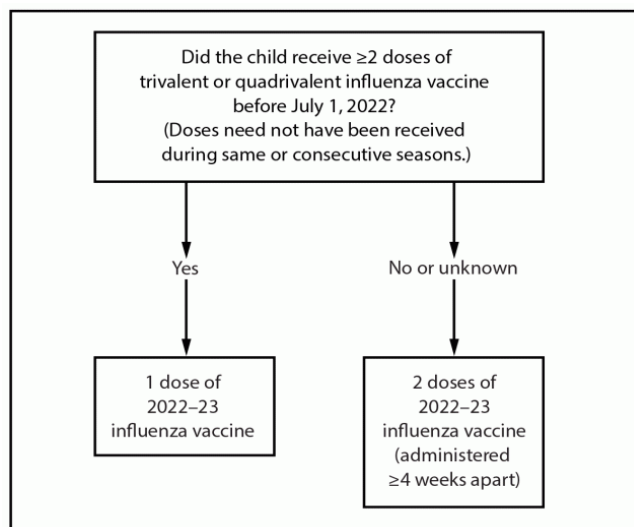 Did the child receive ≥2 doses of
trivalent or quadrivalent influenza vaccine
before July 1, 2022?
(Doses need not have been received
during same or consecutive seasons.)
Yes
No or unknown
1 dose of
2022–23
influenza vaccine
2 doses of
2022–23
influenza vaccine
(administered
≥4 weeks apart)